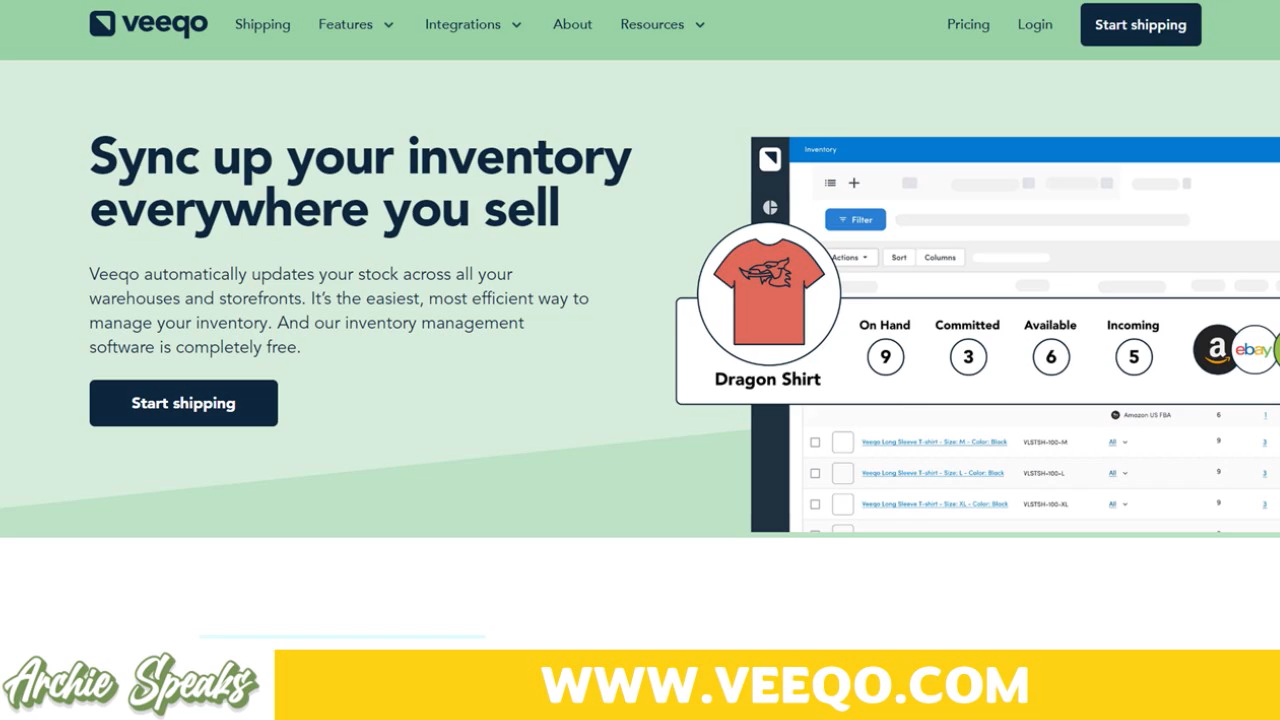 veeqo
Shipping
Features
Integrations
About
Resources
Pricing
Login
Start shipping
Sync up your inventory
everywhere you sell
Veeqo automatically updates your stock across all your
warehouses and storefronts. It’s the easiest, most efficient way to
manage your inventory. And our inventory management
software is completely free.
Start shipping
Inventory
Filter
Actions
Sort
Columns
On Hand
Committed
Available
Incoming
9
3
6
5
a
ebay
Dragon Shirt
Amazon US FBA
6
1
Veeqo Long Sleeve T-shirt - Size: M - Color: Black
VLSTSH-100-M
All
9
3
Veeqo Long Sleeve T-shirt - Size: L - Color: Black
VLSTSH-100-L
All
9
3
Veeqo Long Sleeve T-shirt - Size: XL - Color: Black
VLSTSH-100-XL
All
9
3
Archie Speaks
WWW.VEEQO.COM